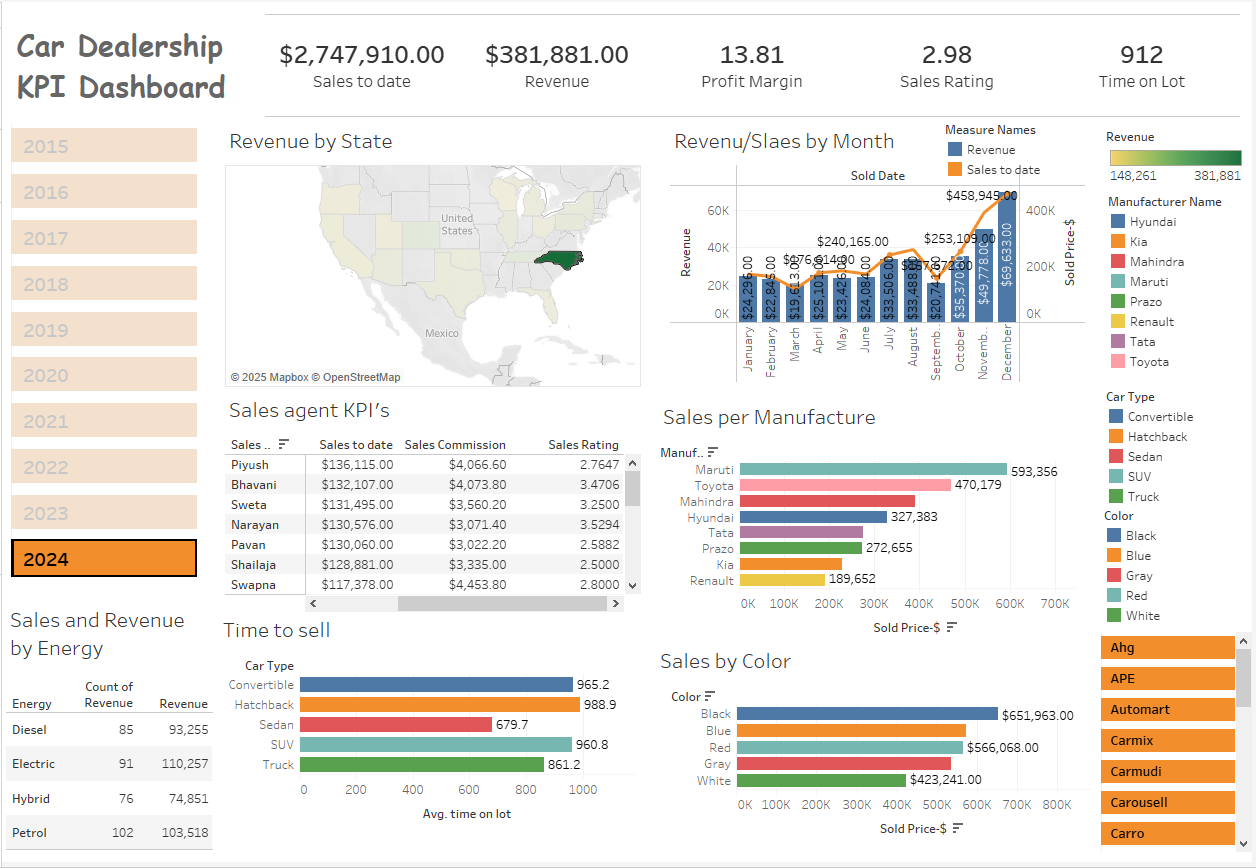 Car Dealership
KPI Dashboard
$2,747,910.00
Sales to date
$381,881.00
Revenue
13.81
Profit Margin
2.98
Sales Rating
912
Time on Lot
2015
2016
2017
2018
2019
2020
2021
2022
2023
2024
Revenue by State
United
States
Mexico
© 2025 Mapbox © OpenStreetMap
Revenu/Slaes by Month
Measure Names
Revenue
Sales to date
Sold Date
Revenue
60K
40K
20K
0K
$458,945.00
$240,165.00
$253,109.00
$176,614.00
$24,296.00
$22,845.00
$19,613.00
$25,101.00
$23,426.00
$24,084.00
$33,506.00
$33,488.00
$35,370.00
$49,778.00
$69,633.00
400K
200K
0K
Sold Price-$
January
February
March
April
May
June
July
August
Septemb..
October
Novemb..
December
Revenue
148,261 381,881
Manufacturer Name
Hyundai
Kia
Mahindra
Maruti
Prazo
Renault
Tata
Toyota
Car Type
Convertible
Hatchback
Sedan
SUV
Truck
Color
Black
Blue
Gray
Red
White
Ahg
APE
Automart
Carmix
Carmudi
Carousell
Carro
Sales agent KPI's
Sales .. Sales to date Sales Commission Sales Rating
Piyush $136,115.00 $4,066.60 2.7647
Bhavani $132,107.00 $4,073.80 3.4706
Sweta $131,495.00 $3,560.20 3.2500
Narayan $130,576.00 $3,071.40 3.5294
Pavan $130,060.00 $3,022.20 2.5882
Shailaja $128,881.00 $3,335.00 2.5000
Swapna $117,378.00 $4,453.80 2.8000
Sales per Manufacture
Manuf..
Maruti 593,356
Toyota 470,179
Mahindra
Hyundai 327,383
Tata
Prazo 272,655
Kia
Renault 189,652
0K 100K 200K 300K 400K 500K 600K 700K
Sold Price-$
Sales and Revenue
by Energy
Energy Count of Revenue Revenue
Diesel 85 93,255
Electric 91 110,257
Hybrid 76 74,851
Petrol 102 103,518
Time to sell
Car Type
Convertible 965.2
Hatchback 988.9
Sedan 679.7
SUV 960.8
Truck 861.2
0 200 400 600 800 1000
Avg. time on lot
Sales by Color
Color
Black $651,963.00
Blue
Red $566,068.00
Gray
White $423,241.00
0K 100K 200K 300K 400K 500K 600K 700K 800K
Sold Price-$